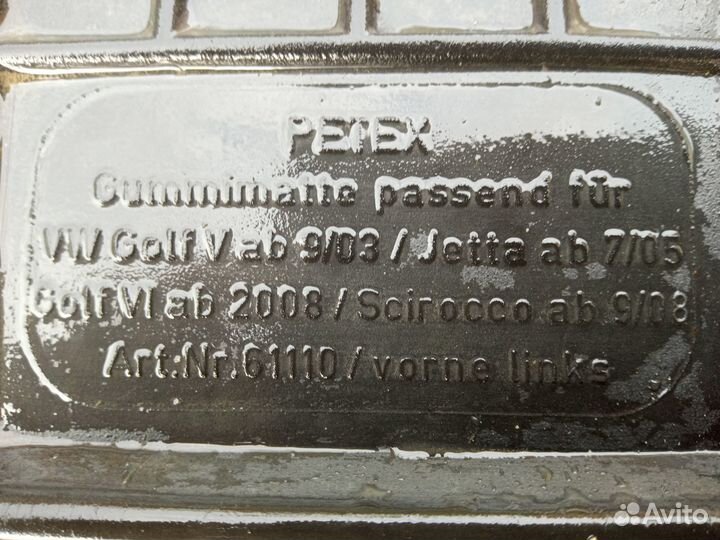 PETEX
Gummimatte passend für
VW Golf V ab 9/03 / Jetta ab 7/05
Golf VI ab 2008 / Scirocco ab 9/08
Art.Nr.61110 / vorne links
Avito